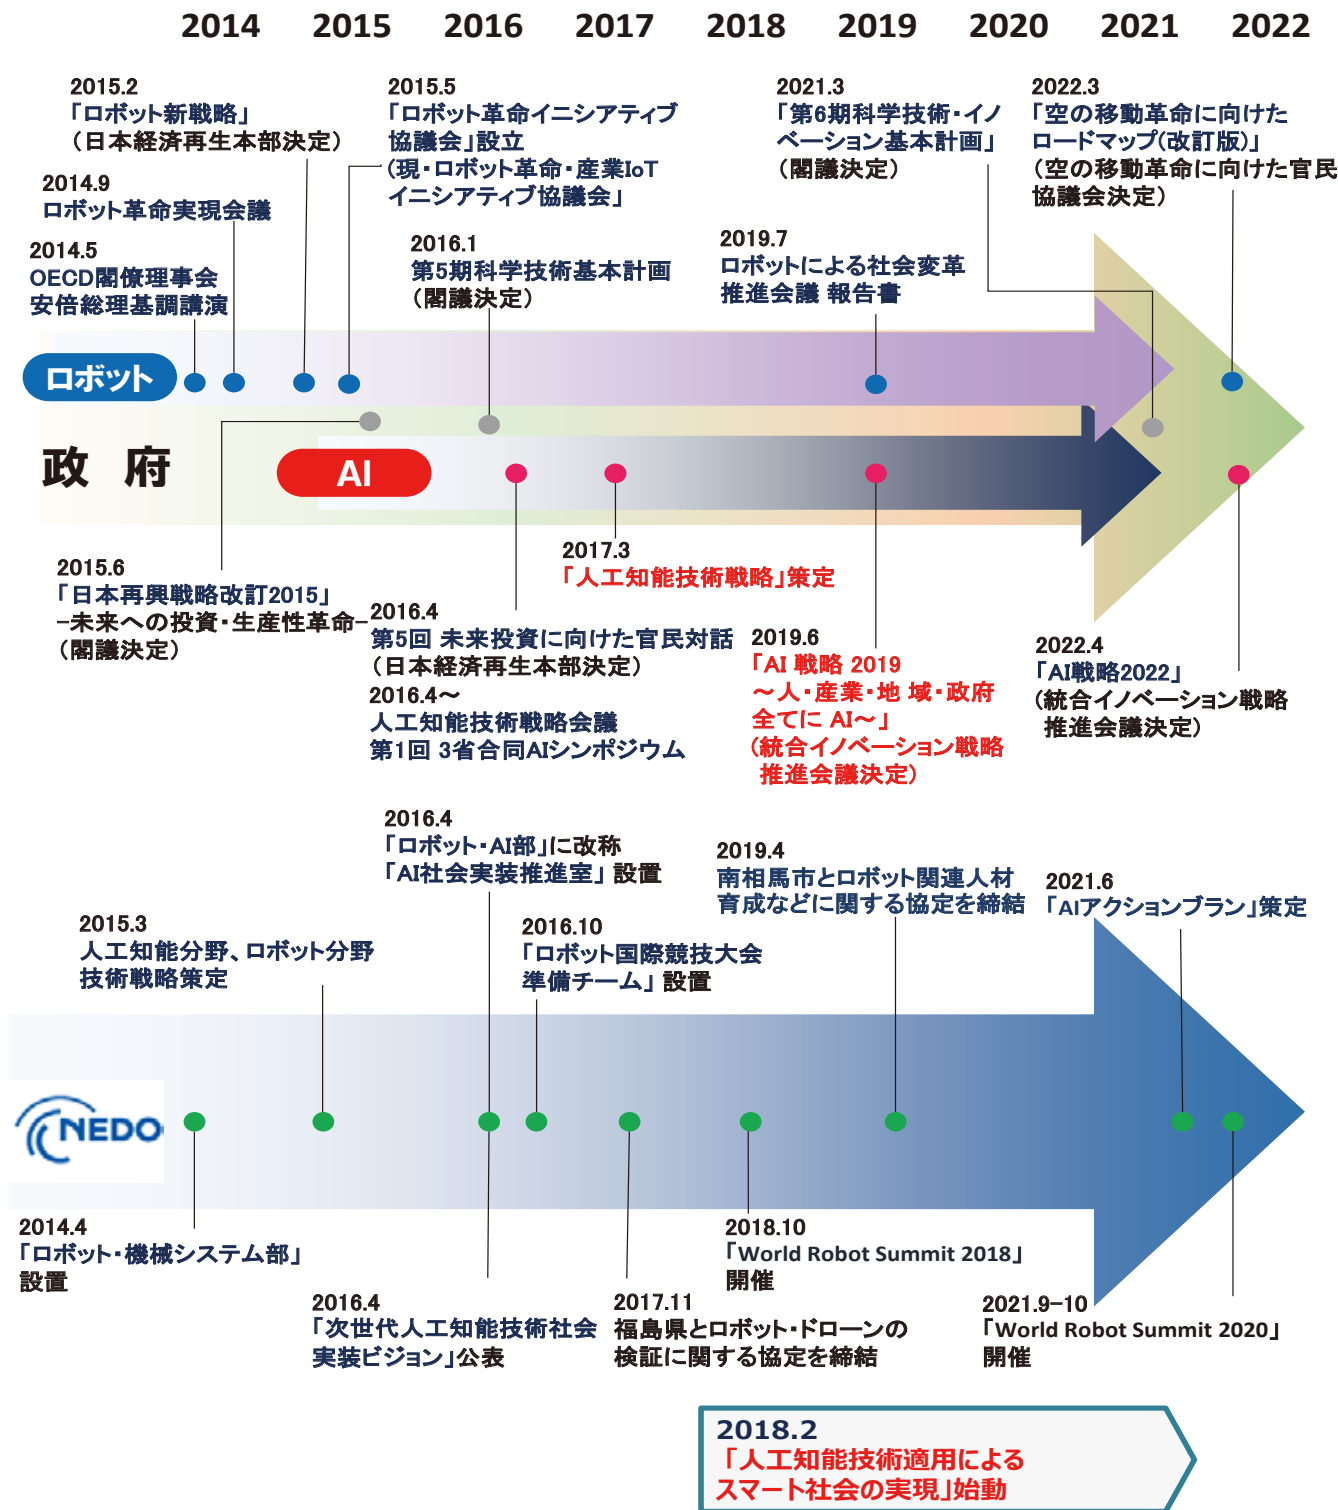 2014 2015 2016 2017 2018 2019 2020 2021 2022
2015.2
「ロボット新戦略」
（日本経済再生本部決定）
2015.5
「ロボット革命イニシアティブ
協議会」設立
(現・ロボット革命・産業IoT
イニシアティブ協議会」
2021.3
「第6期科学技術・イノ
ベーション基本計画」
(閣議決定)
2022.3
「空の移動革命に向けた
ロードマップ(改訂版)」
(空の移動革命に向けた官民
協議会決定)
2014.9
ロボット革命実現会議
2014.5
OECD閣僚理事会
安倍総理基調講演
2016.1
第5期科学技術基本計画
(閣議決定)
2019.7
ロボットによる社会変革
推進会議 報告書
ロボット
政 府
AI
2015.6
「日本再興戦略改訂2015」
-未来への投資・生産性革命-
(閣議決定)
2017.3
「人工知能技術戦略」策定
2016.4
第5回 未来投資に向けた官民対話
(日本経済再生本部決定)
2016.4～
人工知能技術戦略会議
第1回 3省合同AIシンポジウム
2019.6
「AI 戦略 2019
～人・産業・地 域・政府
全てに AI～」
(統合イノベーション戦略
推進会議決定)
2022.4
「AI戦略2022」
(統合イノベーション戦略
推進会議決定)
2016.4
「ロボット・AI部」に改称
「AI社会実装推進室」 設置
2019.4
南相馬市とロボット関連人材
育成などに関する協定を締結
2021.6
「AIアクションプラン」策定
2015.3
人工知能分野、ロボット分野
技術戦略策定
2016.10
「ロボット国際競技大会
準備チーム」 設置
NEDO
2014.4
「ロボット・機械システム部」
設置
2016.4
「次世代人工知能技術社会
実装ビジョン」公表
2017.11
福島県とロボット・ドローンの
検証に関する協定を締結
2018.10
「World Robot Summit 2018」
開催
2021.9-10
「World Robot Summit 2020」
開催
2018.2
「人工知能技術適用による
スマート社会の実現」始動